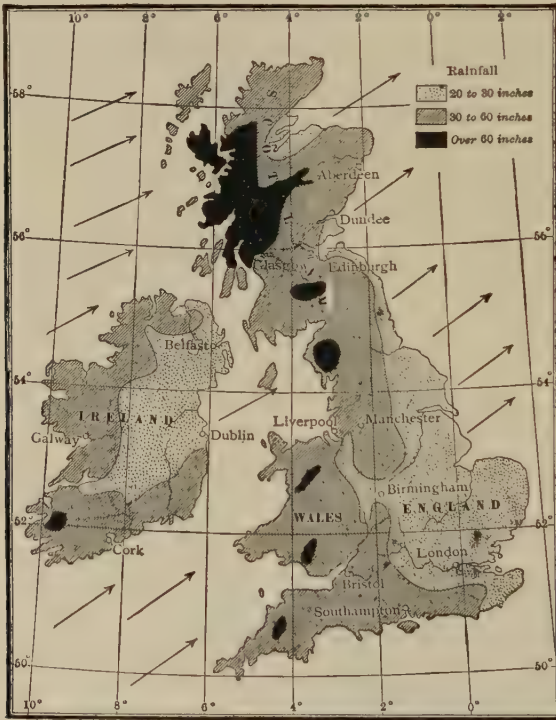 10° 8° 6° 4° 2° 0° 2°
Rainfall
20 to 30 inches
30 to 60 inches
Over 60 inches
58°
Aberdeen
Dundee
56° 56°
Glasgow Edinburgh
Belfast
54° 54°
IRELAND
Liverpool Manchester
Galway Dublin
Birmingham
WALES ENGLAND
52° 52°
Cork London
Bristol
Southampton
50° 50°
10° 8° 6° 4° 2° 0°